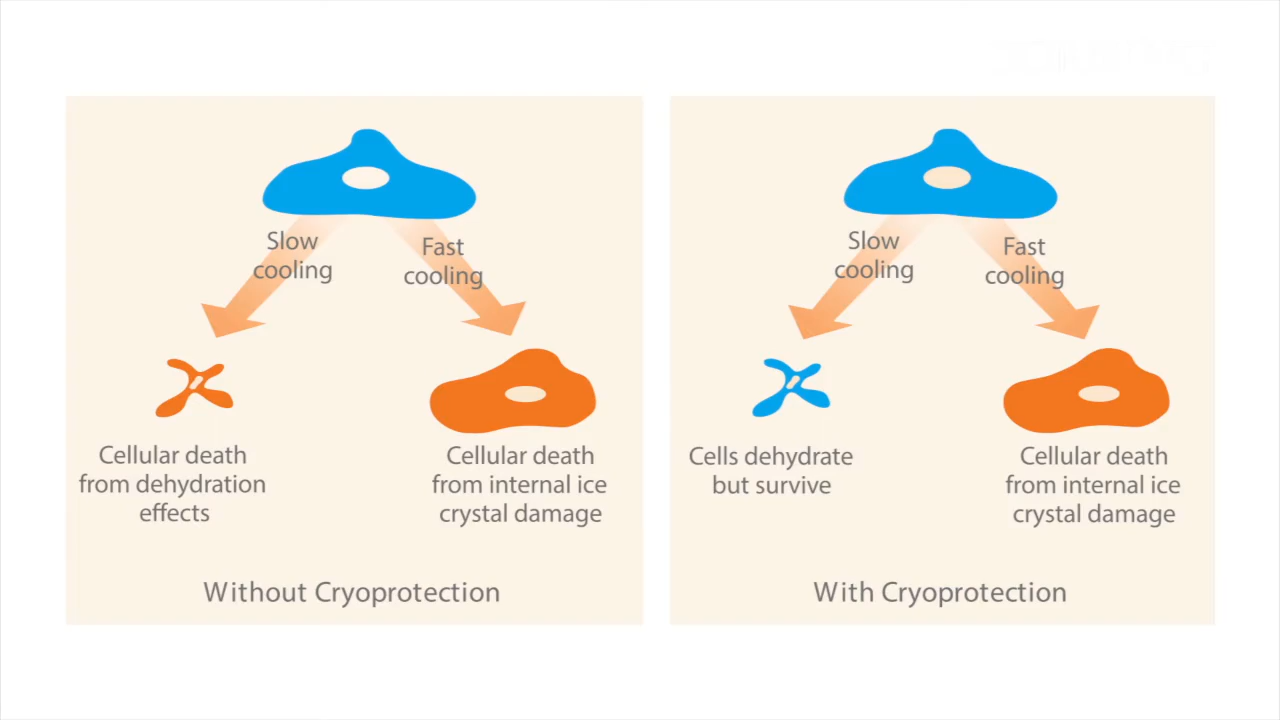 Slow
cooling
Fast
cooling
Cellular death
from dehydration
effects
Cellular death
from internal ice
crystal damage
Without Cryoprotection
Slow
cooling
Fast
cooling
Cells dehydrate
but survive
Cellular death
from internal ice
crystal damage
With Cryoprotection